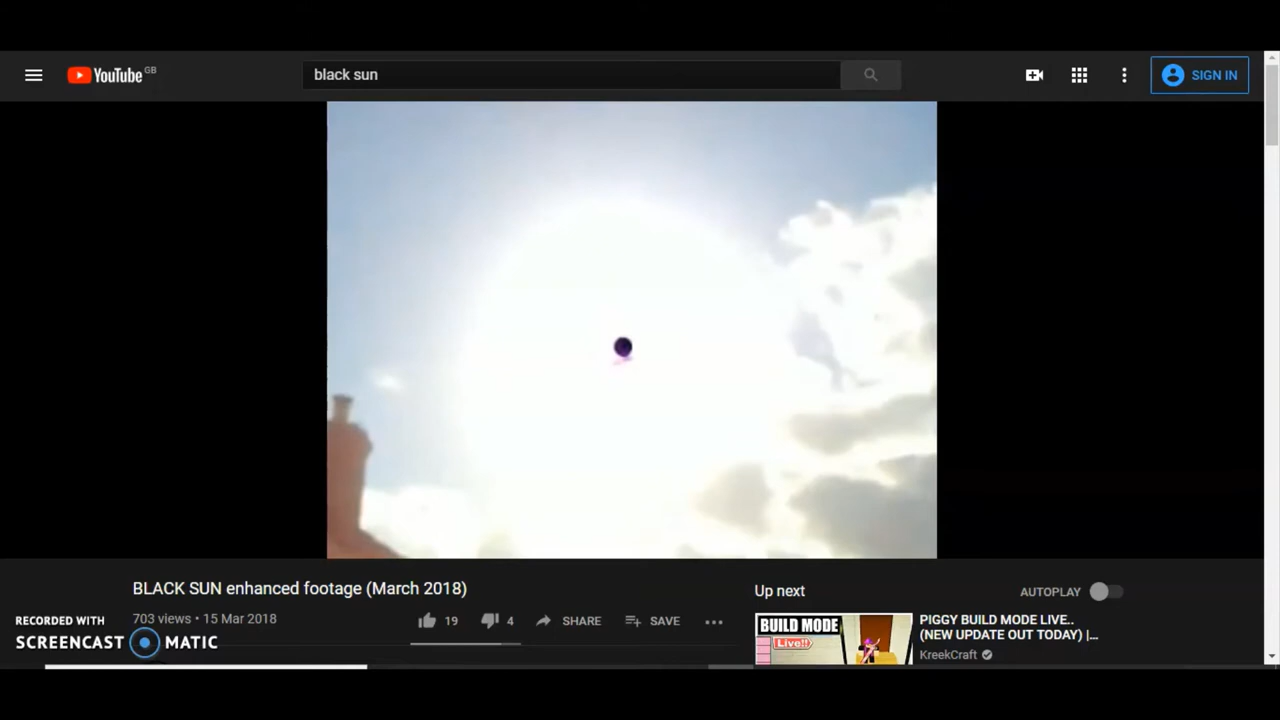 YouTube GB
black sun
SIGN IN
BLACK SUN enhanced footage (March 2018)
703 views • 15 Mar 2018
19
4
SHARE
SAVE
Up next
AUTOPLAY
BUILD MODE
Live!!
PIGGY BUILD MODE LIVE..
(NEW UPDATE OUT TODAY) |...
KreekCraft
RECORDED WITH
SCREENCAST MATIC